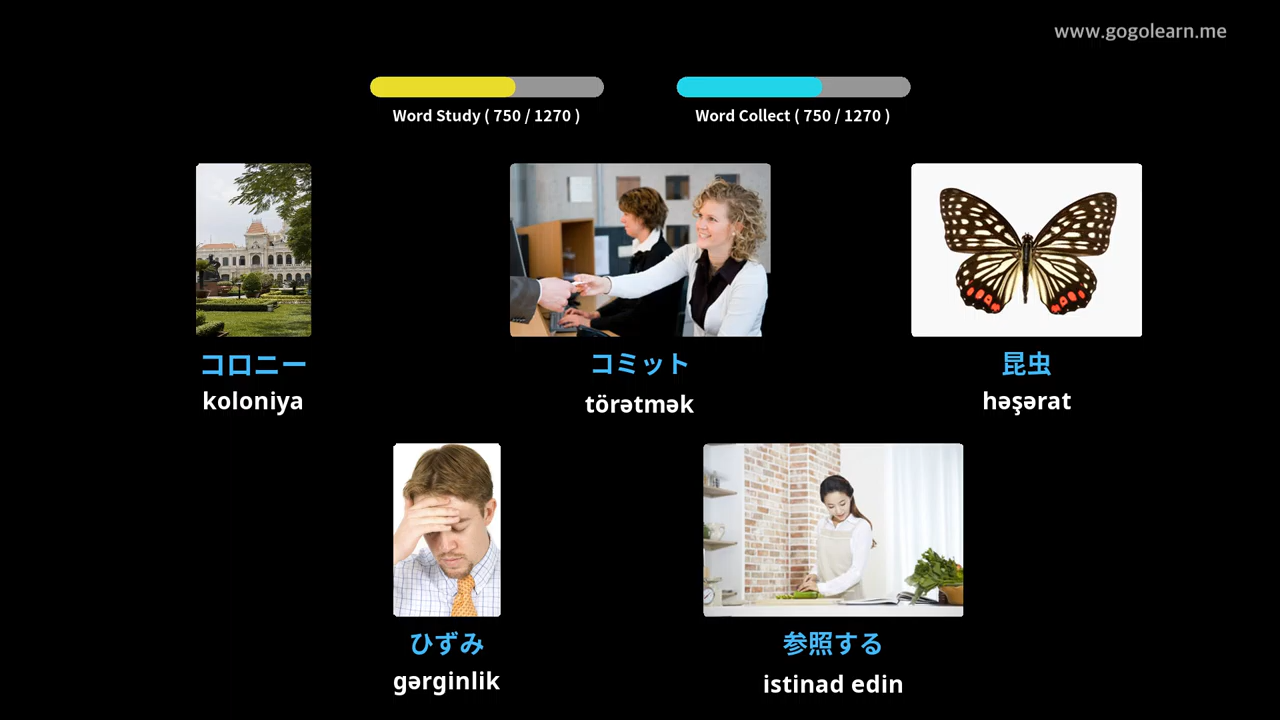 www.gogolearn.me
Word Study ( 750 / 1270 )
Word Collect ( 750 / 1270 )
コロニー
koloniya
コミット
törətmək
昆虫
həşərat
ひずみ
gərginlik
参照する
istinad edin